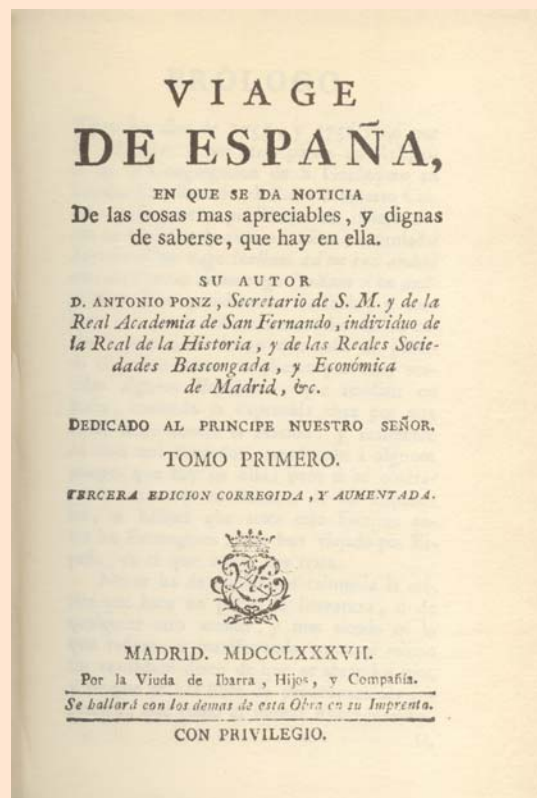 VIAGE
DE ESPAÑA,
EN QUE SE DA NOTICIA
De las cosas mas apreciables, y dignas
de saberse, que hay en ella.
SU AUTOR
D. ANTONIO PONZ, Secretario de S. M. y de la
Real Academia de San Fernando, individuo de
la Real de la Historia, y de las Reales Socie-
dades Bascongada, y Económica
de Madrid, &c.
DEDICADO AL PRINCIPE NUESTRO SEÑOR.
TOMO PRIMERO.
TERCERA EDICION CORREGIDA, Y AUMENTADA.
MADRID. MDCCLXXXVII.
Por la Viuda de Ibarra, Hijos, y Compañía.
Se hallará con los demas de esta Obra en su Imprenta.
CON PRIVILEGIO.